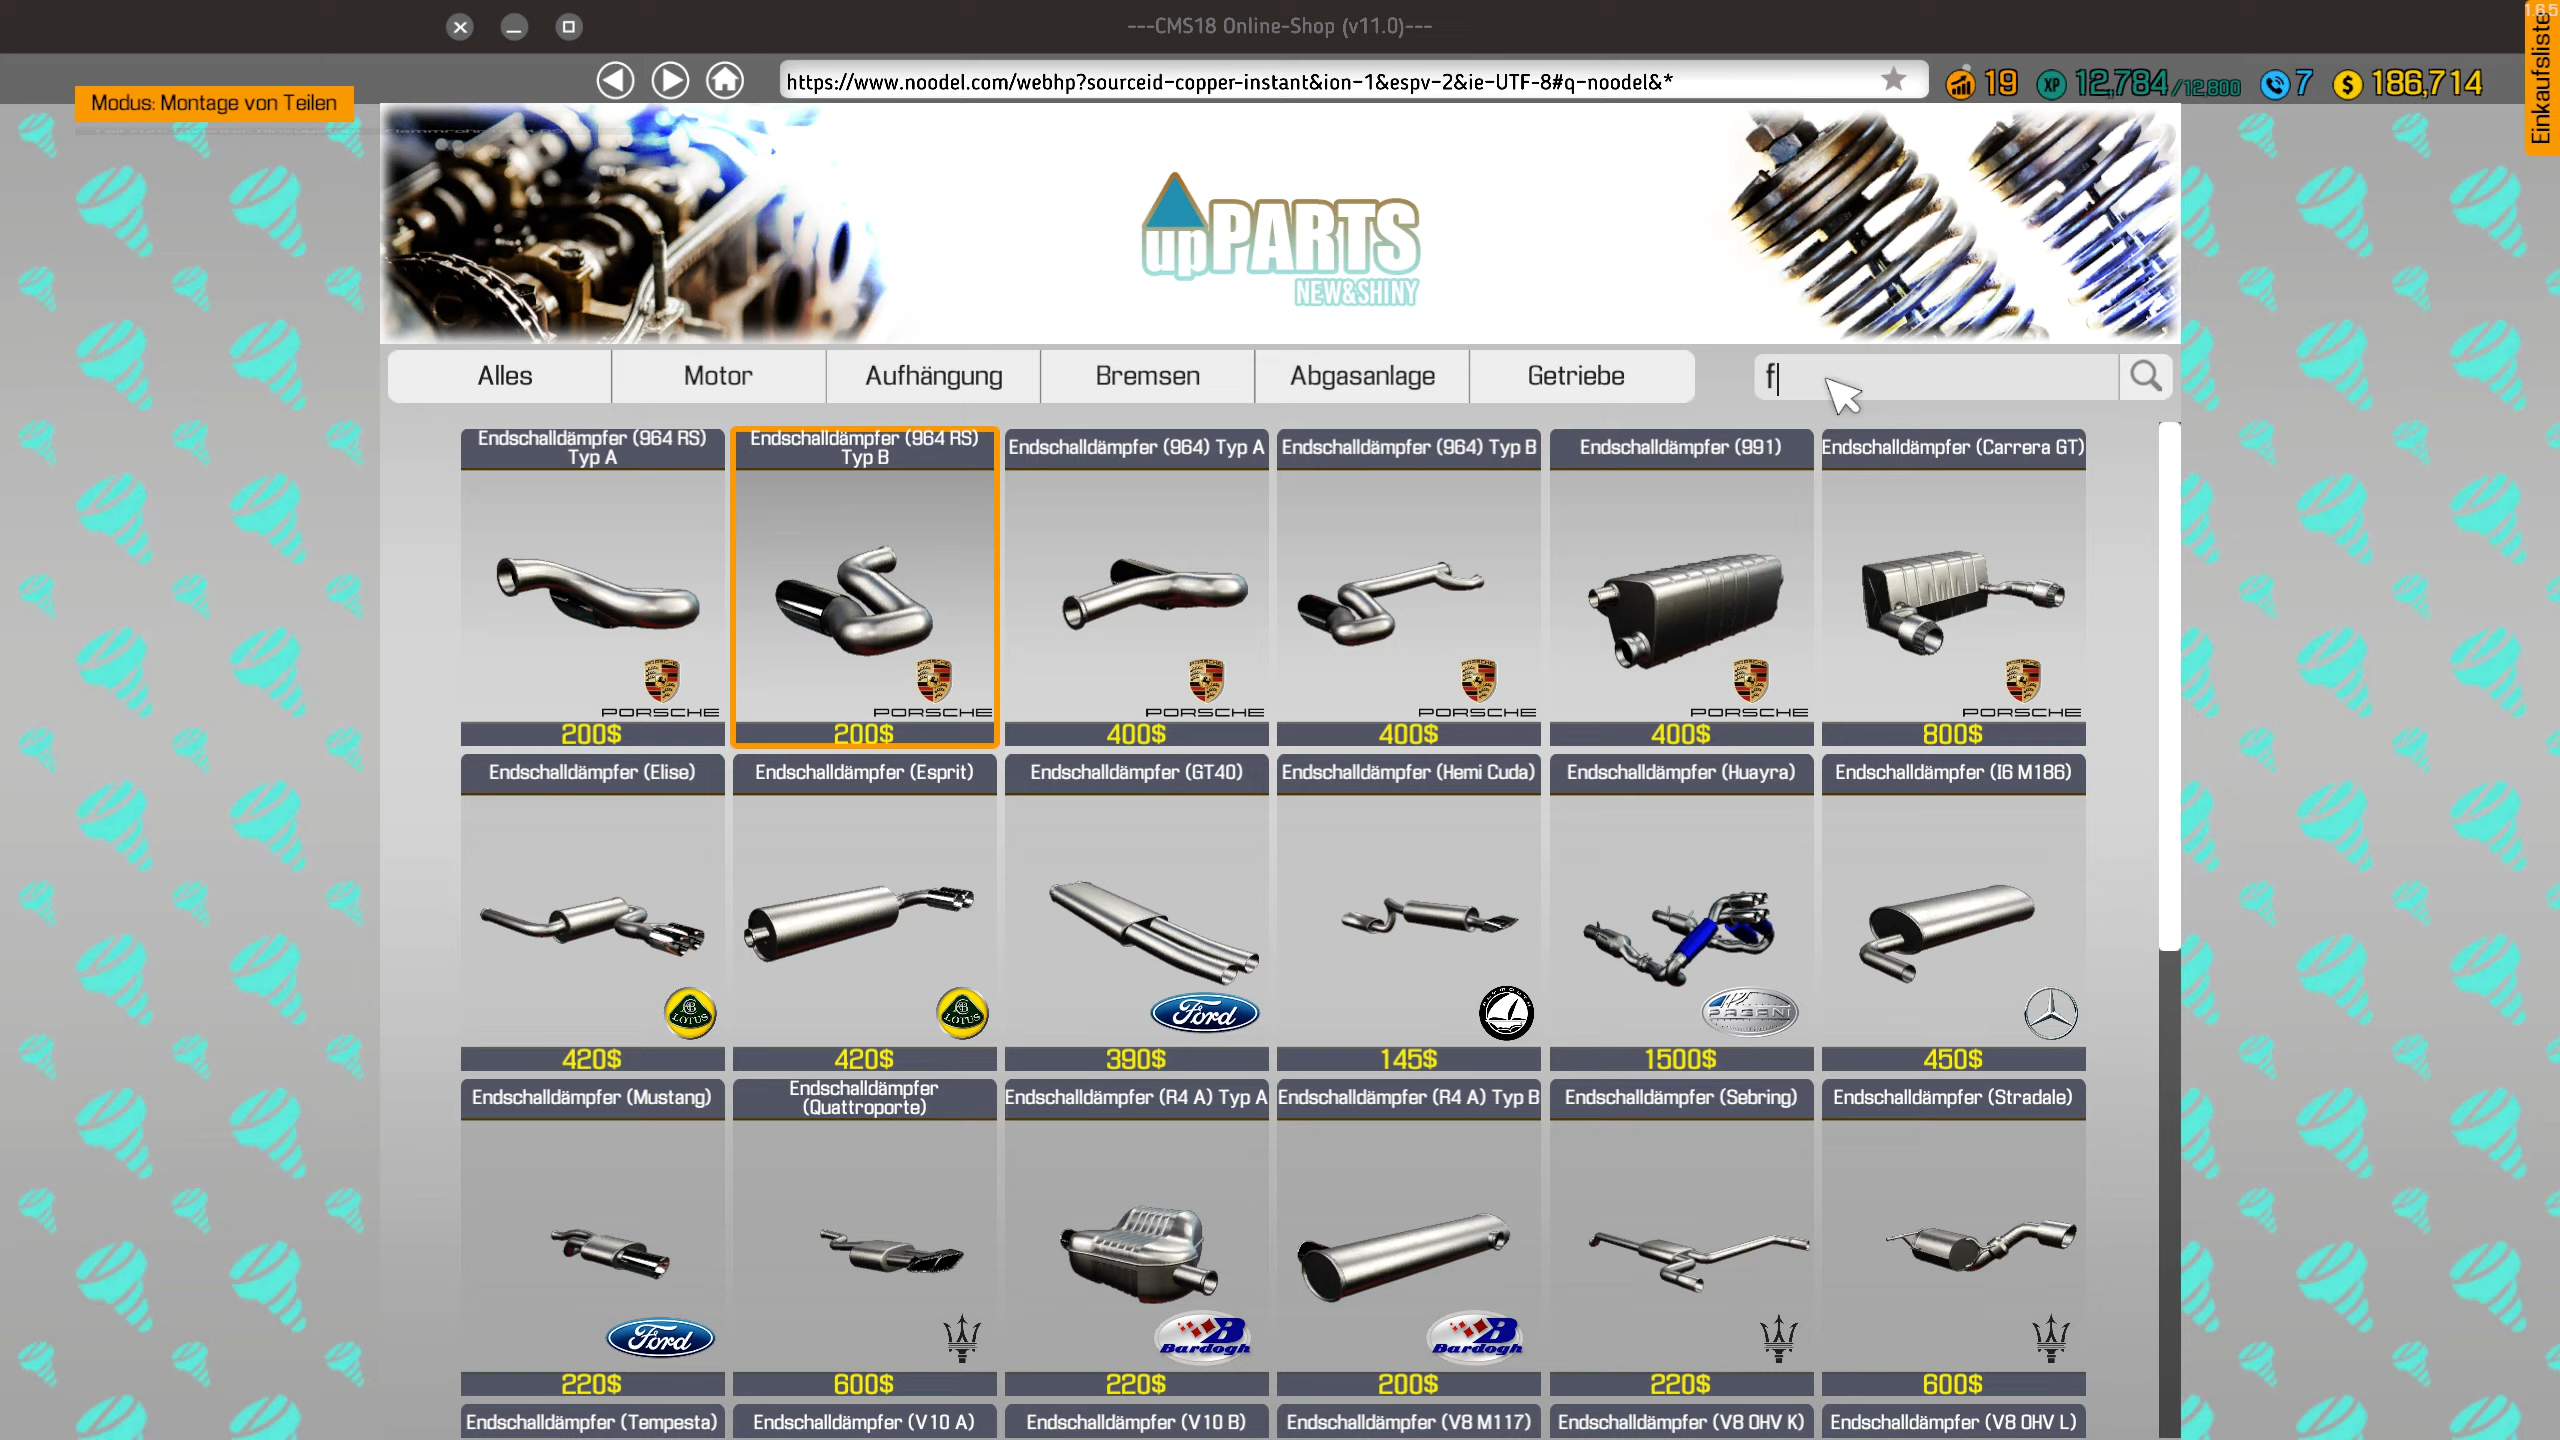 ---CMS18 Online-Shop (v11.0)---
1.6.5
https://www.noodel.com/webhp?sourceid-copper-instant&ion-1&espv-2&ie-UTF-8#q-noodel&*
19
XP 12,784/12,800
7
$ 186,714
Einkaufsliste
Modus: Montage von Teilen
upPARTS
NEW&SHINY
Alles
Motor
Aufhängung
Bremsen
Abgasanlage
Getriebe
f
Endschalldämpfer (964 RS)
Typ A
PORSCHE
200$
Endschalldämpfer (964 RS)
Typ B
PORSCHE
200$
Endschalldämpfer (964) Typ A
PORSCHE
400$
Endschalldämpfer (964) Typ B
PORSCHE
400$
Endschalldämpfer (991)
PORSCHE
400$
Endschalldämpfer (Carrera GT)
PORSCHE
800$
Endschalldämpfer (Elise)
LOTUS
420$
Endschalldämpfer (Esprit)
LOTUS
420$
Endschalldämpfer (GT40)
Ford
390$
Endschalldämpfer (Hemi Cuda)
145$
Endschalldämpfer (Huayra)
PAGANI
1500$
Endschalldämpfer (I6 M186)
450$
Endschalldämpfer (Mustang)
Ford
220$
Endschalldämpfer
(Quattroporte)
600$
Endschalldämpfer (R4 A) Typ A
Bardogh
220$
Endschalldämpfer (R4 A) Typ B
Bardogh
200$
Endschalldämpfer (Sebring)
220$
Endschalldämpfer (Stradale)
600$
Endschalldämpfer (Tempesta)
Endschalldämpfer (V10 A)
Endschalldämpfer (V10 B)
Endschalldämpfer (V8 M117)
Endschalldämpfer (V8 OHV K)
Endschalldämpfer (V8 OHV L)